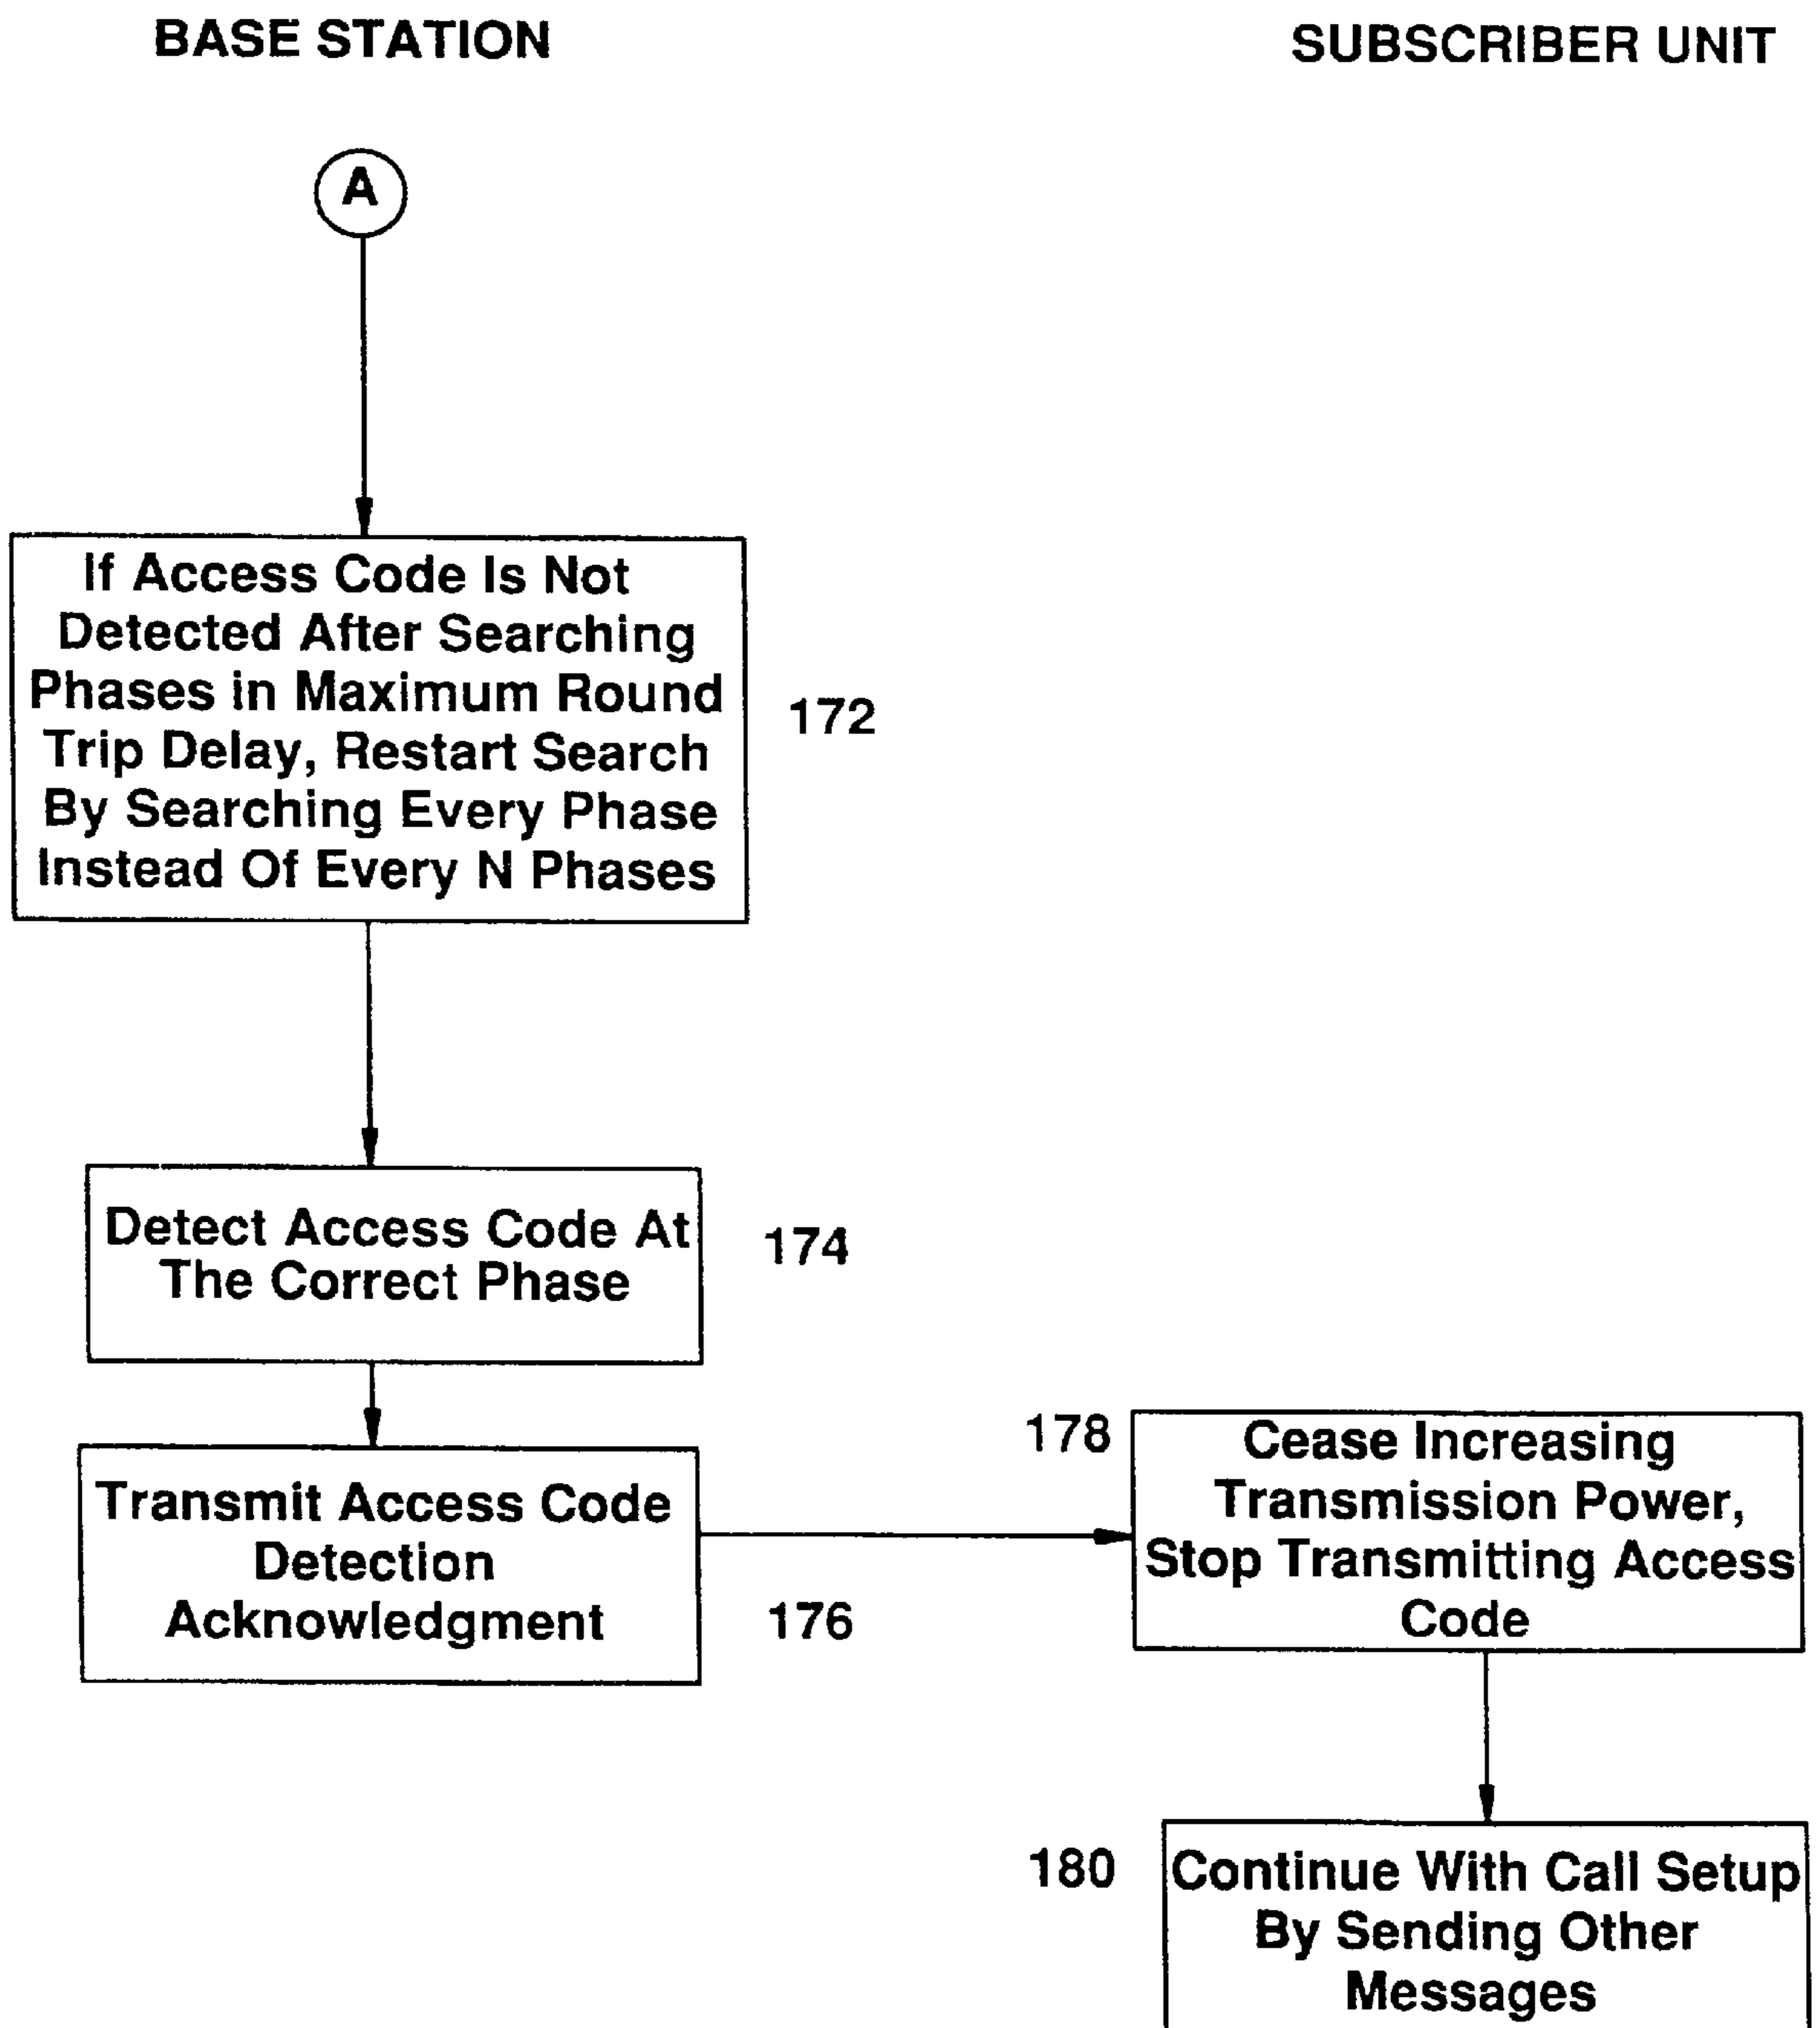 BASE STATION
SUBSCRIBER UNIT
A
If Access Code Is Not
Detected After Searching
Phases in Maximum Round
Trip Delay, Restart Search
By Searching Every Phase
Instead Of Every N Phases
172
Detect Access Code At
The Correct Phase
174
Transmit Access Code
Detection
Acknowledgment
176
178
Cease Increasing
Transmission Power,
Stop Transmitting Access
Code
180
Continue With Call Setup
By Sending Other
Messages